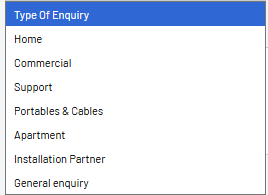 Type Of Enquiry
Home
Commercial
Support
Portables & Cables
Apartment
Installation Partner
General enquiry